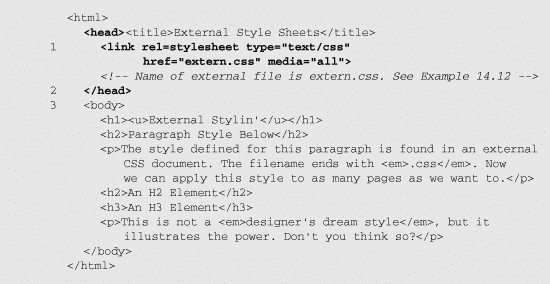 <html>
<head><title>External Style Sheets</title>
1 <link rel=stylesheet type="text/css"
href="extern.css" media="all">
<!-- Name of external file is extern.css. See Example 14.12 -->
2 </head>
3 <body>
<h1><u>External Stylin'</u></h1>
<h2>Paragraph Style Below</h2>
<p>The style defined for this paragraph is found in an external
CSS document. The filename ends with <em>.css</em>. Now
we can apply this style to as many pages as we want to.</p>
<h2>An H2 Element</h2>
<h3>An H3 Element</h3>
<p>This is not a <em>designer's dream style</em>, but it
illustrates the power. Don't you think so?</p>
</body>
</html>